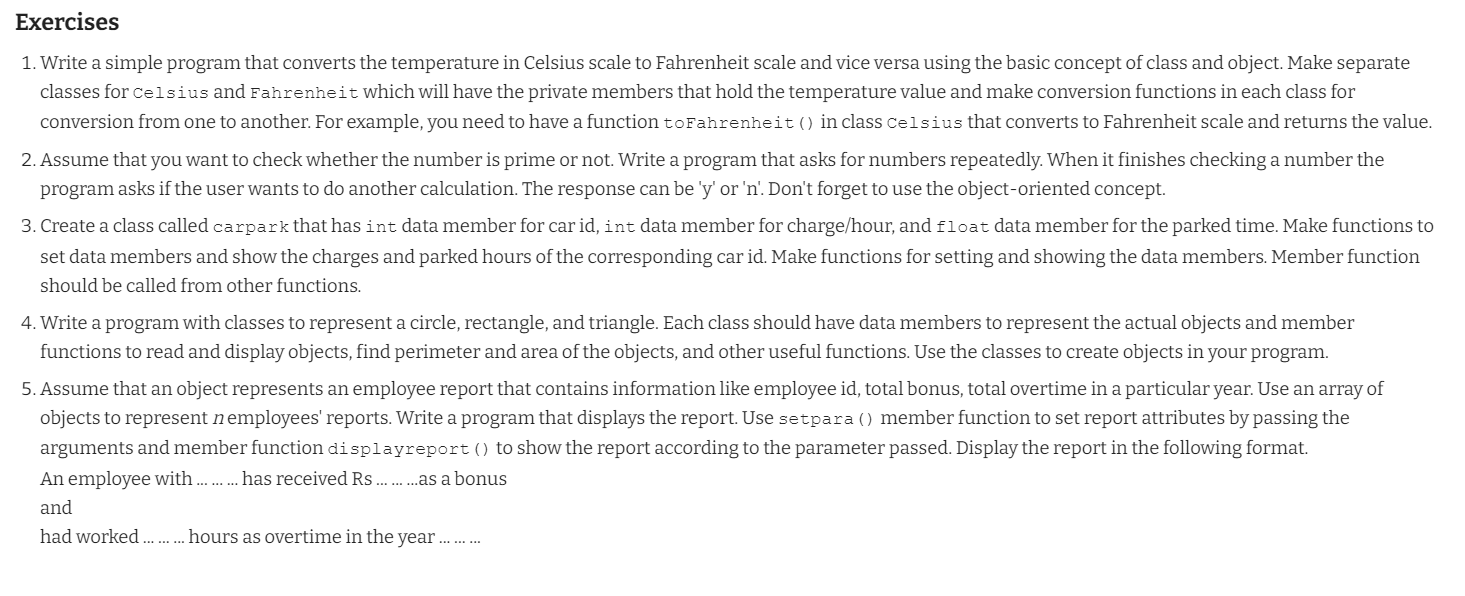 Exercises
1. Write a simple program that converts the temperature in Celsius scale to Fahrenheit scale and vice versa using the basic concept of class and object. Make separate
classes for Celsius and Fahrenheit which will have the private members that hold the temperature value and make conversion functions in each class for
conversion from one to another. For example, you need to have a function toFahrenheit() in class Celsius that converts to Fahrenheit scale and returns the value.
2. Assume that you want to check whether the number is prime or not. Write a program that asks for numbers repeatedly. When it finishes checking a number the
program asks if the user wants to do another calculation. The response can be 'y' or 'n'. Don't forget to use the object-oriented concept.
3. Create a class called carpark that has int data member for car id, int data member for charge/hour, and float data member for the parked time. Make functions to
set data members and show the charges and parked hours of the corresponding car id. Make functions for setting and showing the data members. Member function
should be called from other functions.
4. Write a program with classes to represent a circle, rectangle, and triangle. Each class should have data members to represent the actual objects and member
functions to read and display objects, find perimeter and area of the objects, and other useful functions. Use the classes to create objects in your program.
5. Assume that an object represents an employee report that contains information like employee id, total bonus, total overtime in a particular year. Use an array of
objects to represent n employees' reports. Write a program that displays the report. Use setpara() member function to set report attributes by passing the
arguments and member function displayreport() to show the report according to the parameter passed. Display the report in the following format.
An employee with ... ... ... has received Rs ... ... ...as a bonus
and
had worked ... ... ... hours as overtime in the year ... ... ...